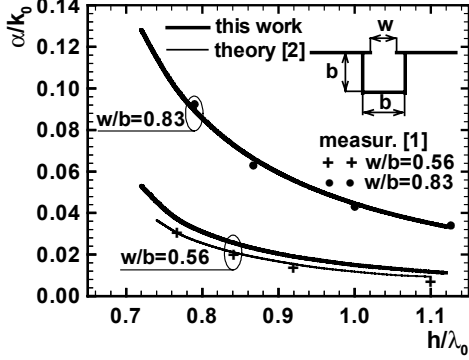 α/k₀
0.14
0.12
0.10
0.08
0.06
0.04
0.02
0.00
this work
theory [2]
w
b
b
w/b=0.83
measur. [1]
+ + w/b=0.56
• • w/b=0.83
w/b=0.56
0.7 0.8 0.9 1.0 1.1
h/λ₀